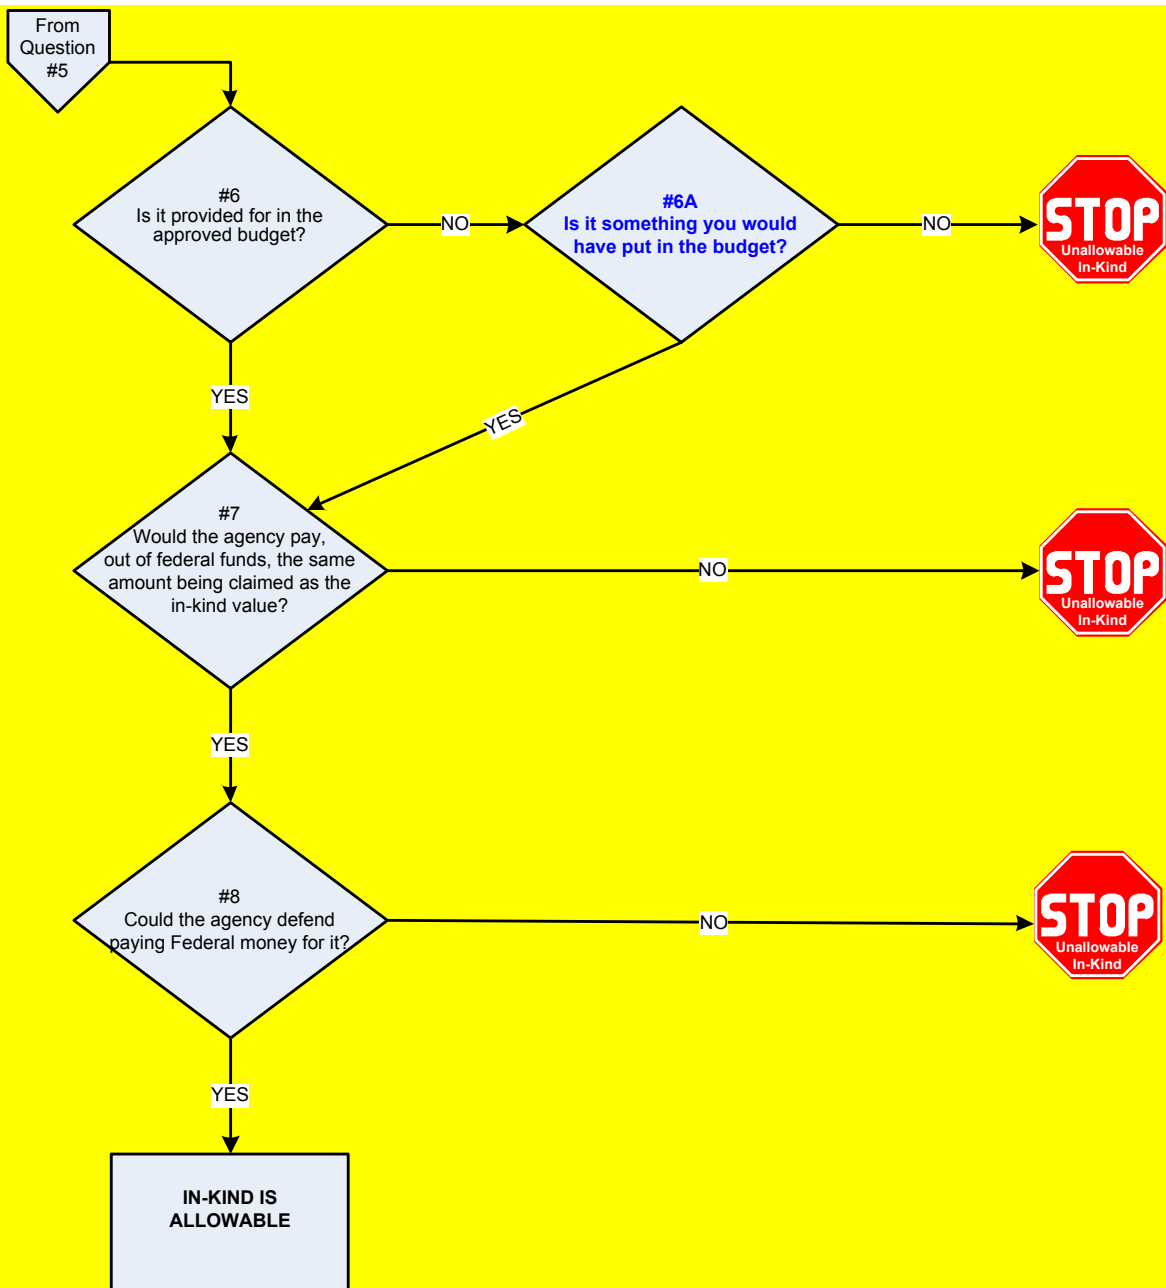 From
Question
#5
#6
Is it provided for in the
approved budget?
NO
#6A
Is it something you would
have put in the budget?
NO
STOP
Unallowable
In-Kind
YES
YES
#7
Would the agency pay,
out of federal funds, the same
amount being claimed as the
in-kind value?
NO
STOP
Unallowable
In-Kind
YES
#8
Could the agency defend
paying Federal money for it?
NO
STOP
Unallowable
In-Kind
YES
IN-KIND IS
ALLOWABLE